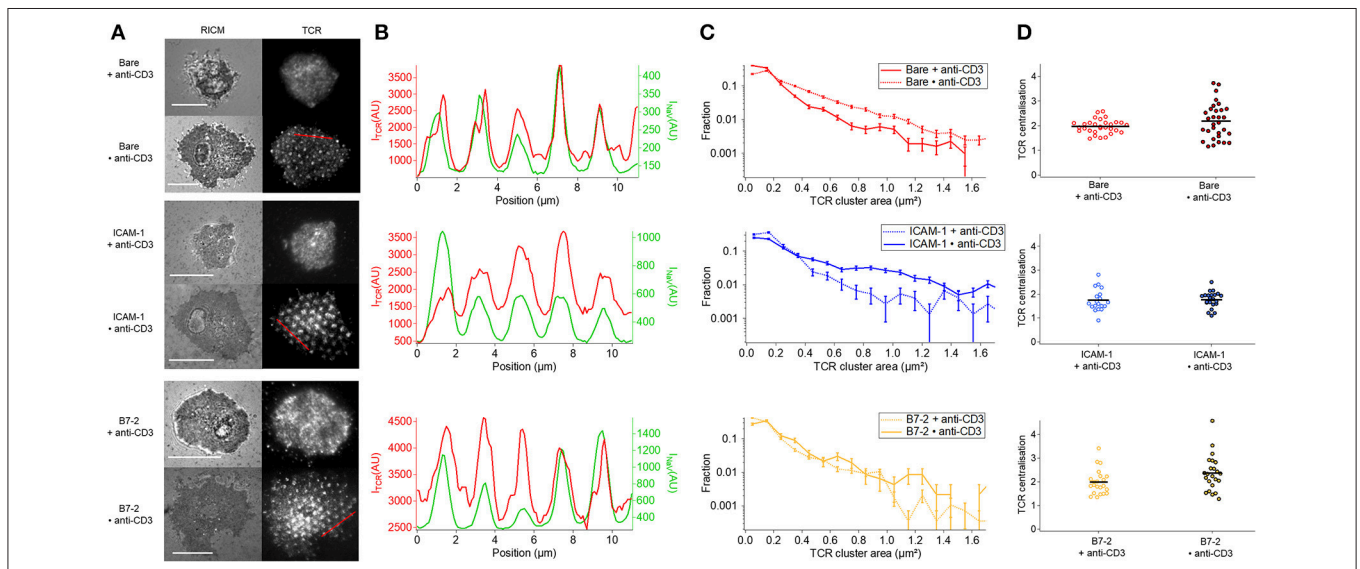 A
RICM
TCR
Bare
+ anti-CD3
Bare
• anti-CD3
ICAM-1
+ anti-CD3
ICAM-1
• anti-CD3
B7-2
+ anti-CD3
B7-2
• anti-CD3
B
I TCR(AU)
3500
3000
2500
2000
1500
1000
400
350
300
250
200
150
I Nav(AU)
0 2 4 6 8 10
Position (µm)
I TCR(AU)
3500
3000
2500
2000
1500
1000
500
1000
800
600
400
I Nav(AU)
0 2 4 6 8 10
Position (µm)
I TCR(AU)
4500
4000
3500
3000
2500
1400
1200
1000
800
600
400
I Nav(AU)
0 2 4 6 8 10
Position (µm)
C
Bare + anti-CD3
Bare • anti-CD3
Fraction
0.1
0.01
0.001
0.0 0.2 0.4 0.6 0.8 1.0 1.2 1.4 1.6
TCR cluster area (µm²)
ICAM-1 + anti-CD3
ICAM-1 • anti-CD3
Fraction
0.1
0.01
0.001
0.0 0.2 0.4 0.6 0.8 1.0 1.2 1.4 1.6
TCR cluster area (µm²)
B7-2 + anti-CD3
B7-2 • anti-CD3
Fraction
0.1
0.01
0.001
0.0 0.2 0.4 0.6 0.8 1.0 1.2 1.4 1.6
TCR cluster area (µm²)
D
TCR centralisation
4
3
2
1
0
Bare
+ anti-CD3
Bare
• anti-CD3
TCR centralisation
4
3
2
1
0
ICAM-1
+ anti-CD3
ICAM-1
• anti-CD3
TCR centralisation
4
3
2
1
0
B7-2
+ anti-CD3
B7-2
• anti-CD3